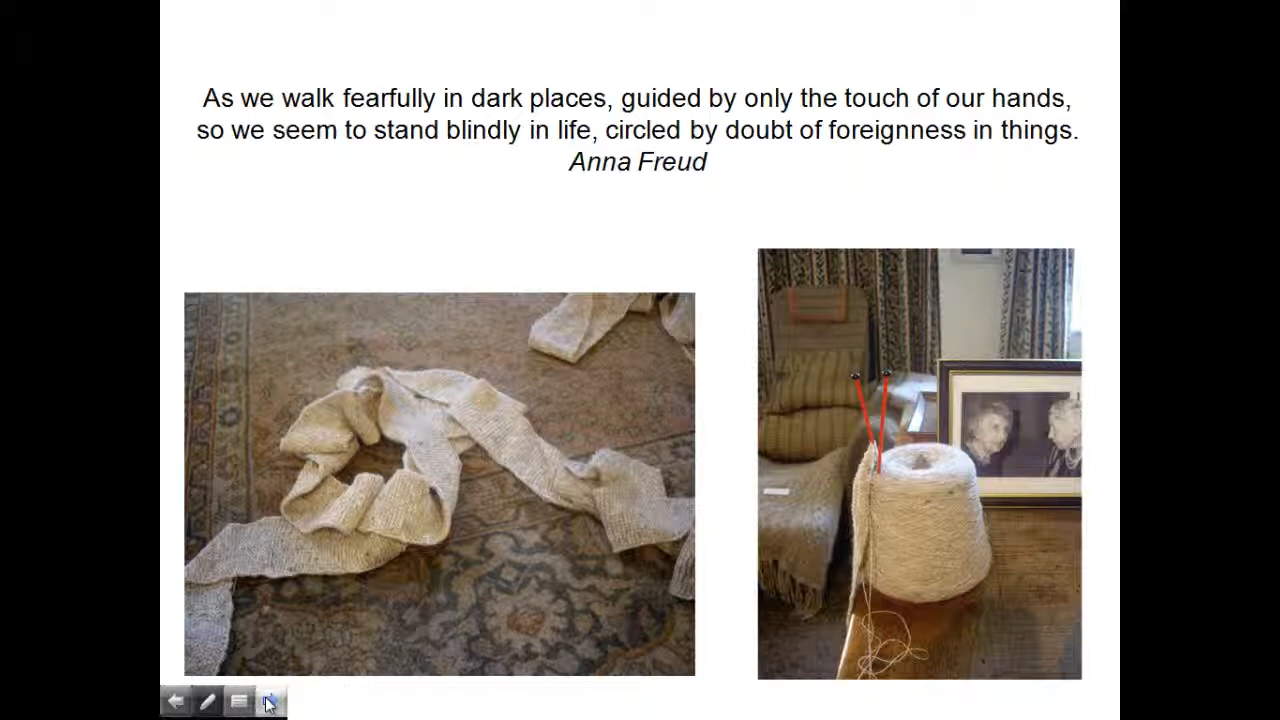 As we walk fearfully in dark places, guided by only the touch of our hands,
so we seem to stand blindly in life, circled by doubt of foreignness in things.
Anna Freud